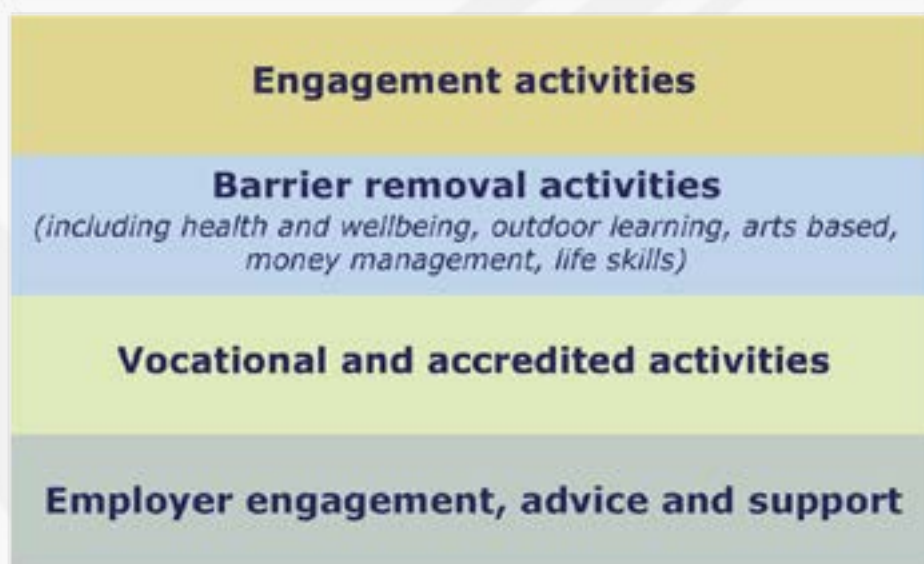 Engagement activities
Barrier removal activities
(including health and wellbeing, outdoor learning, arts based,
money management, life skills)
Vocational and accredited activities
Employer engagement, advice and support